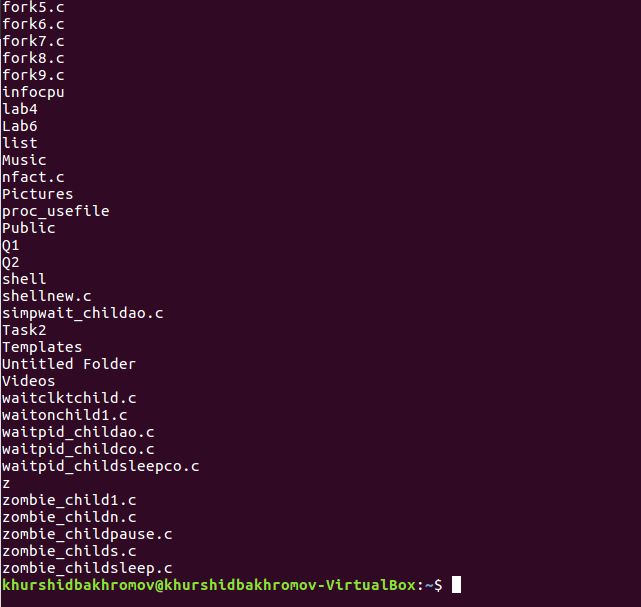 fork5.c
fork6.c
fork7.c
fork8.c
fork9.c
infocpu
lab4
Lab6
list
Music
nfact.c
Pictures
proc_usefile
Public
Q1
Q2
shell
shellnew.c
simpwait_childao.c
Task2
Templates
Untitled Folder
Videos
waitclktchild.c
waitonchild1.c
waitpid_childao.c
waitpid_childco.c
waitpid_childsleepco.c
z
zombie_child1.c
zombie_childn.c
zombie_childpause.c
zombie_childs.c
zombie_childsleep.c
khurshidbakhromov@khurshidbakhromov-VirtualBox:~$